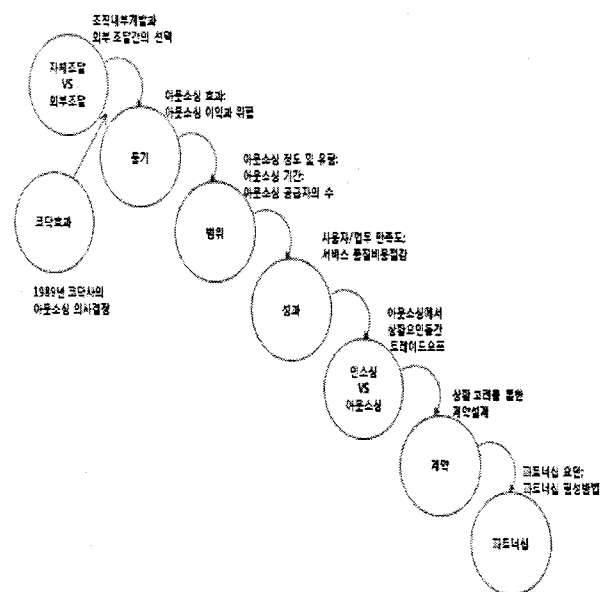 조직내부개발과
외부 조달간의 선택
자체조달
VS
외부조달
아웃소싱 효과:
아웃소싱 이익과 위험
동기
아웃소싱 정도 및 유형:
아웃소싱 기간:
아웃소싱 공급자의 수
코닥효과
범위
사용자/업무 만족도:
서비스 품질비용절감
1989년 코닥사의
아웃소싱 의사결정
성과
아웃소싱에서
상황요인들간
트레이드오프
인소싱
VS
아웃소싱
상황 고려를 통한
계약설계
계약
파트너십 요인:
파트너십 형성방법
파트너십